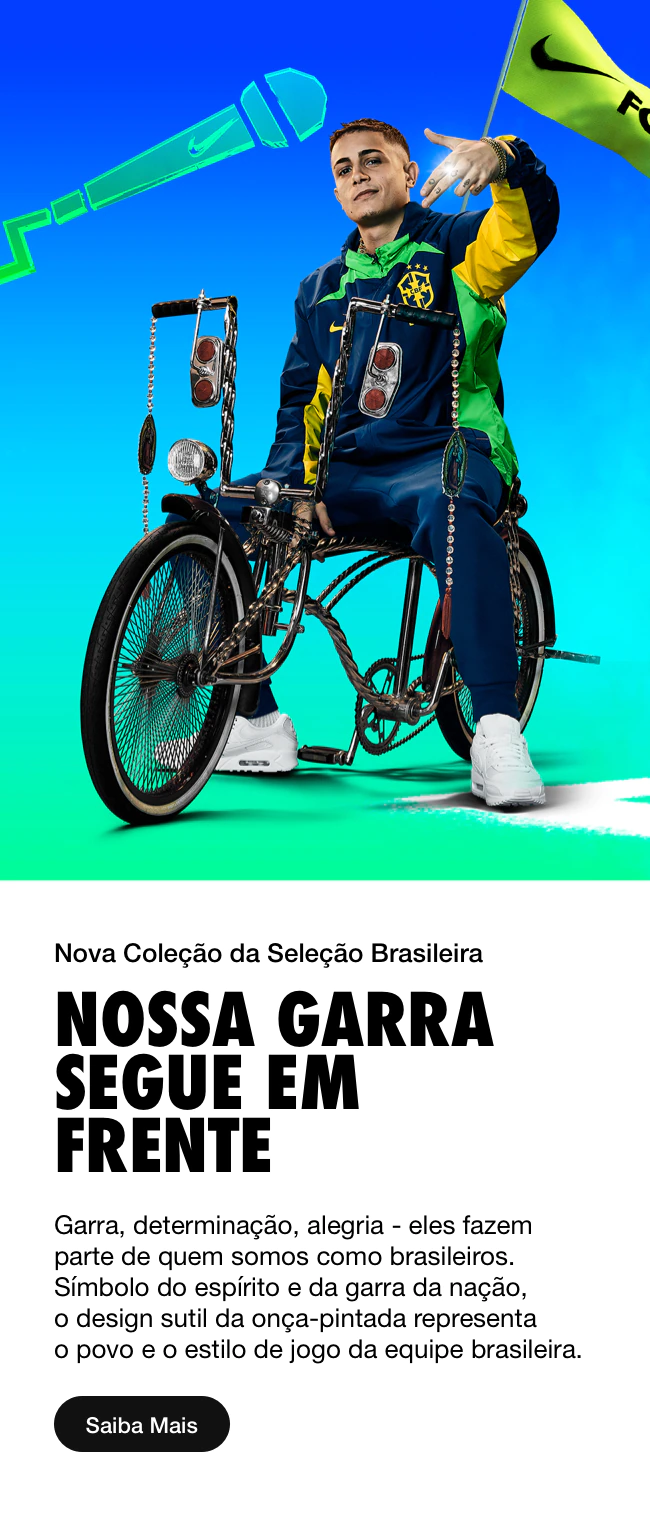 FC
Nova Coleção da Seleção Brasileira
NOSSA GARRA
SEGUE EM
FRENTE
Garra, determinação, alegria - eles fazem
parte de quem somos como brasileiros.
Símbolo do espírito e da garra da nação,
o design sutil da onça-pintada representa
o povo e o estilo de jogo da equipe brasileira.
Saiba Mais